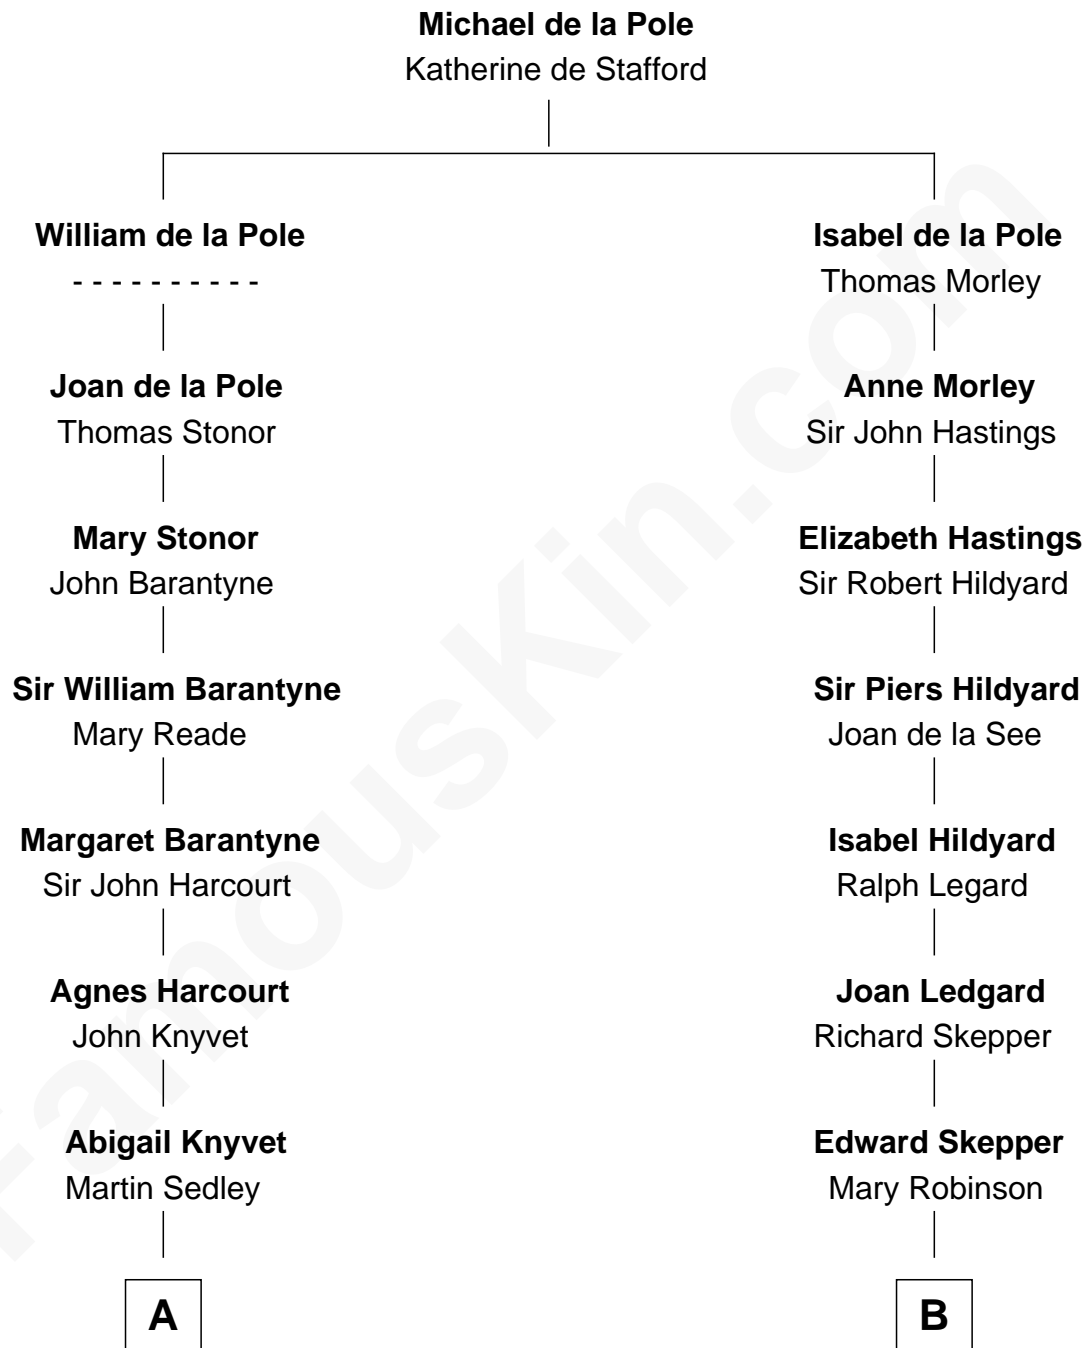 Michael de la Pole
Katherine de Stafford
William de la Pole
- - - - - - - - - -
Joan de la Pole
Thomas Stonor
Mary Stonor
John Barantyne
Sir William Barantyne
Mary Reade
Margaret Barantyne
Sir John Harcourt
Agnes Harcourt
John Knyvet
Abigail Knyvet
Martin Sedley
A
Isabel de la Pole
Thomas Morley
Anne Morley
Sir John Hastings
Elizabeth Hastings
Sir Robert Hildyard
Sir Piers Hildyard
Joan de la See
Isabel Hildyard
Ralph Legard
Joan Ledgard
Richard Skepper
Edward Skepper
Mary Robinson
B
FamousKin.com